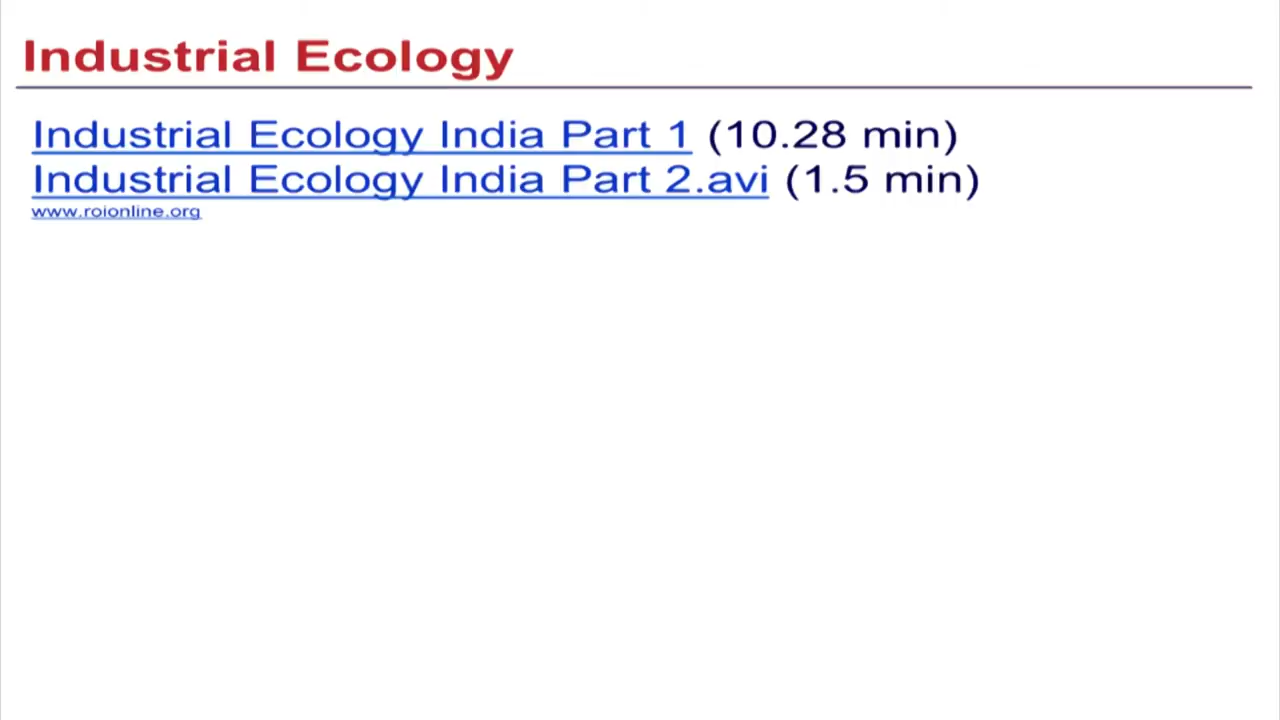 Industrial Ecology
Industrial Ecology India Part 1 (10.28 min)
Industrial Ecology India Part 2.avi (1.5 min)
www.roionline.org